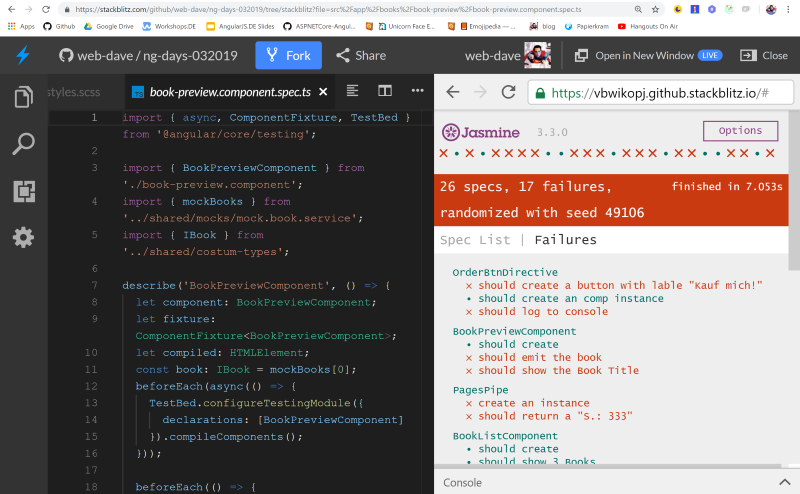 https://stackblitz.com/github/web-dave/ng-days-032019/tree/stackblitz?file=src%2Fapp%2Fbooks%2Fbook-preview%2Fbook-preview.component.spec.ts
Apps Github Google Drive Workshops.DE AngularJS.DE Slides ASPNETCore-Angul... Unicorn Face E... Emojipedia — ... blog Papierkram Hangouts On Air
web-dave / ng-days-032019 Fork Share web-dave Open in New Window LIVE Close
styles.scss book-preview.component.spec.ts
https://vbwikopj.github.stackblitz.io/#
1 import { async, ComponentFixture, TestBed }
from '@angular/core/testing';
2
3 import { BookPreviewComponent } from
'./book-preview.component';
4 import { mockBooks } from
'../shared/mocks/mock.book.service';
5 import { IBook } from
'../shared/costum-types';
6
7 describe('BookPreviewComponent', () => {
8 let component: BookPreviewComponent;
9 let fixture:
ComponentFixture<BookPreviewComponent>;
10 let compiled: HTMLElement;
11 const book: IBook = mockBooks[0];
12 beforeEach(async(() => {
13 TestBed.configureTestingModule({
14 declarations: [BookPreviewComponent]
15 }).compileComponents();
16 }));
17
18 beforeEach(() => {
Jasmine 3.3.0 Options
26 specs, 17 failures, finished in 7.053s
randomized with seed 49106
Spec List | Failures
OrderBtnDirective
× should create a button with lable "Kauf mich!"
• should create an comp instance
× should log to console
BookPreviewComponent
• should create
× should emit the book
× should show the Book Title
PagesPipe
× create an instance
× should return a "S.: 333"
BookListComponent
• should create
• should show 3 Books
Console